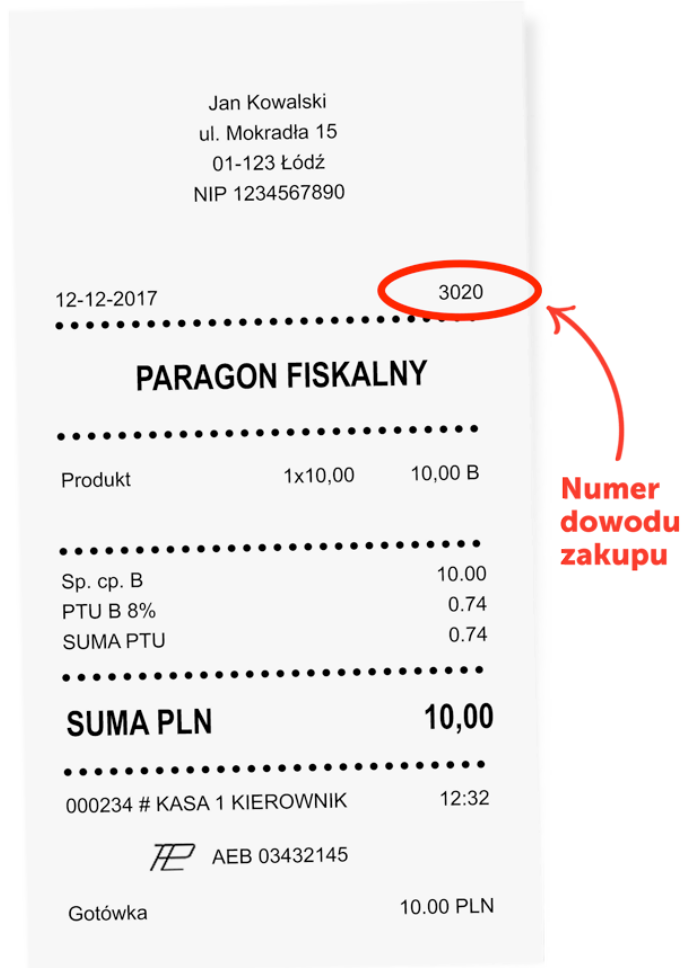 Jan Kowalski
ul. Mokradła 15
01-123 Łódź
NIP 1234567890
12-12-2017 3020
PARAGON FISKALNY
Produkt 1x10,00 10,00 B
Sp. cp. B 10.00
PTU B 8% 0.74
SUMA PTU 0.74
SUMA PLN 10,00
000234 # KASA 1 KIEROWNIK 12:32
AEB 03432145
Gotówka 10.00 PLN
Numer
dowodu
zakupu